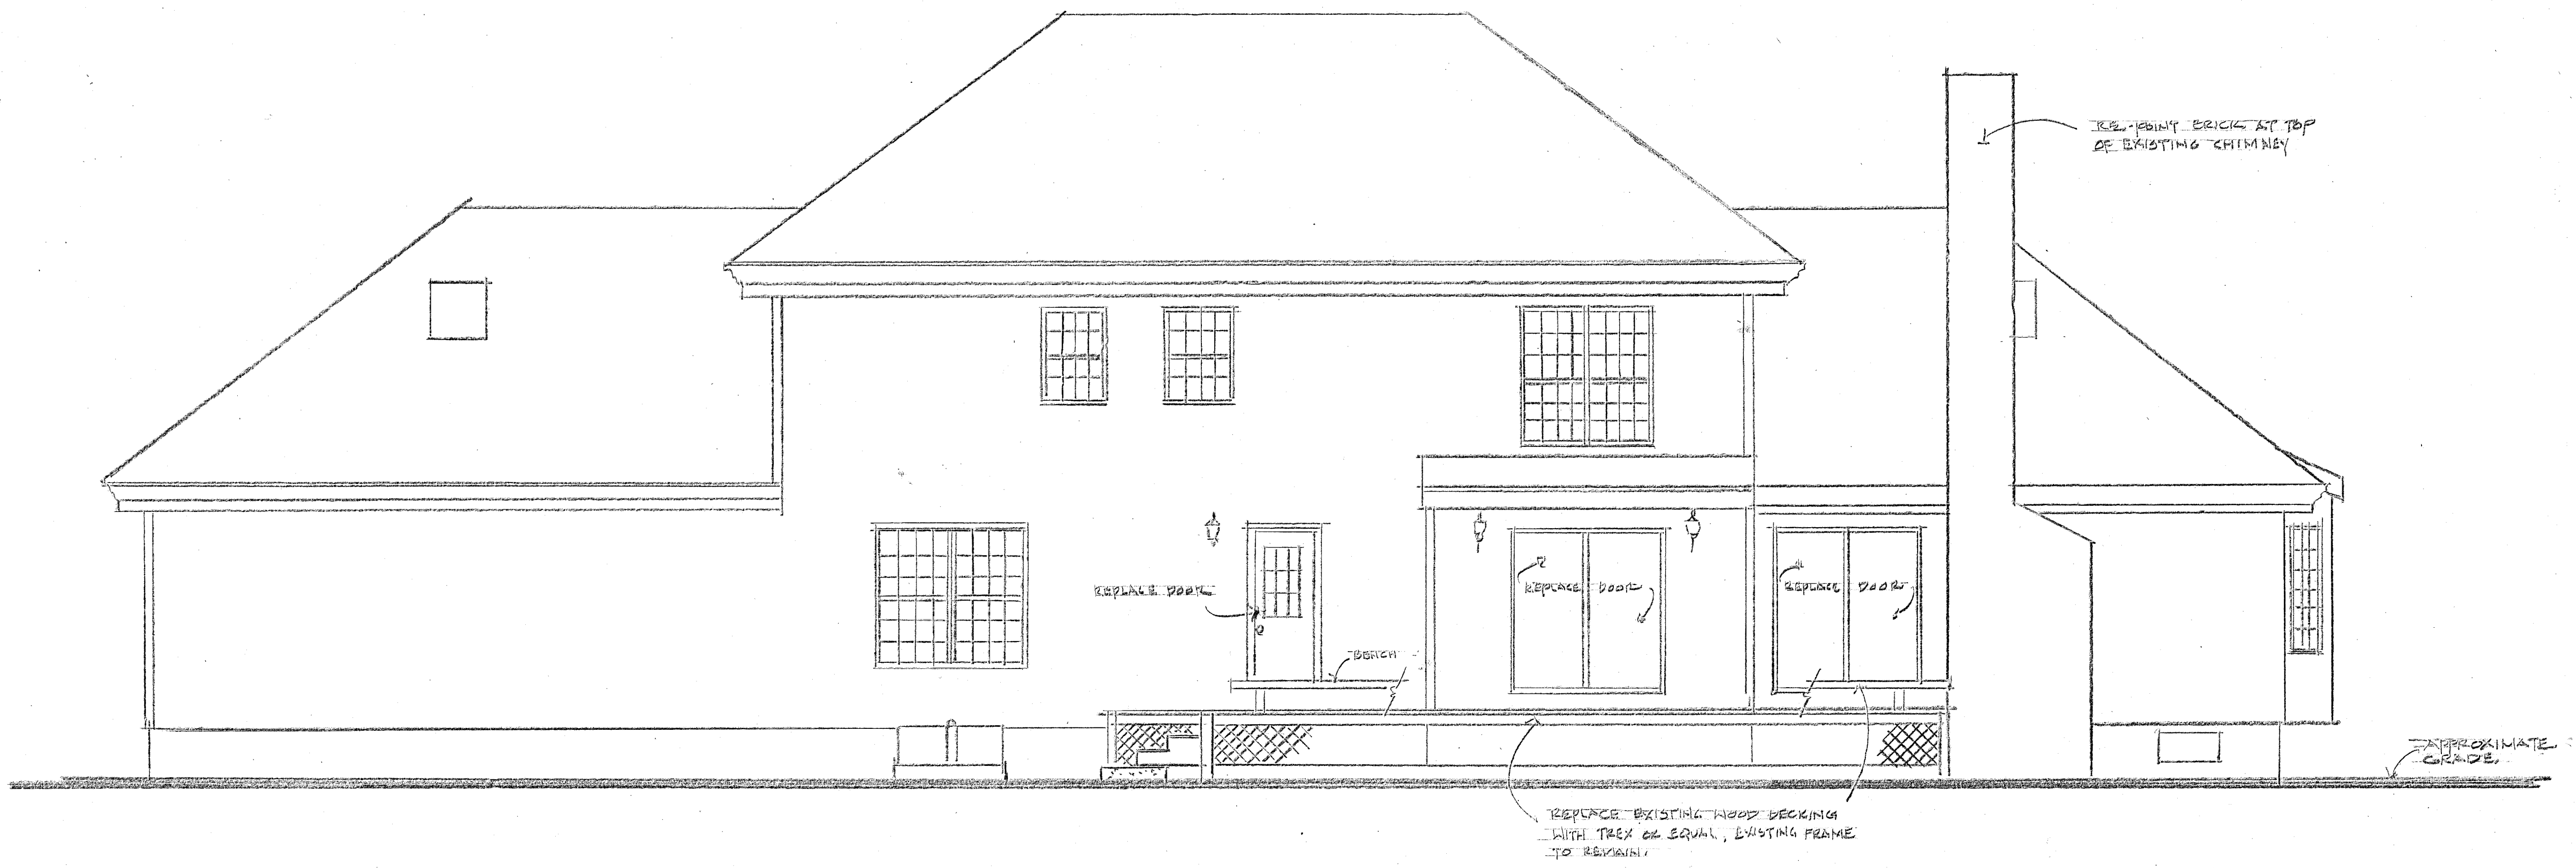 RE-POINT BRICK AT TOP
OF EXISTING CHIMNEY
REPLACE DOOR
REPLACE DOOR
REPLACE DOOR
BENCH
APPROXIMATE
GRADE.
REPLACE EXISTING WOOD DECKING
WITH TREX OR EQUAL, EXISTING FRAME
TO REMAIN.